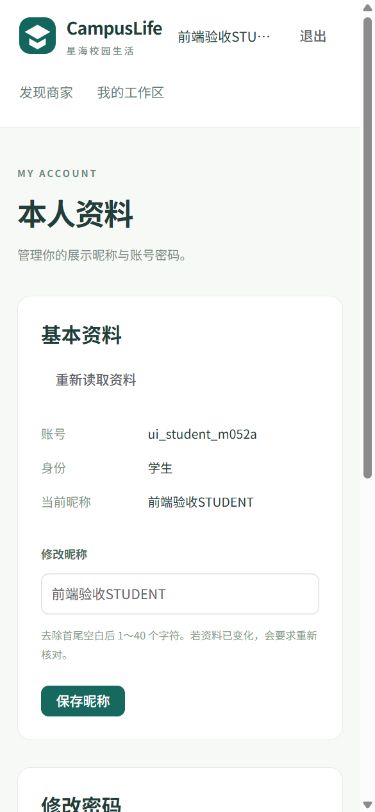 CampusLife
星海校园生活
前端验收STU…
退出
发现商家
我的工作区
MY ACCOUNT
本人资料
管理你的展示昵称与账号密码。
基本资料
重新读取资料
账号 ui_student_m052a
身份 学生
当前昵称 前端验收STUDENT
修改昵称
前端验收STUDENT
去除首尾空白后 1～40 个字符。若资料已变化，会要求重新
核对。
保存昵称
修改密码